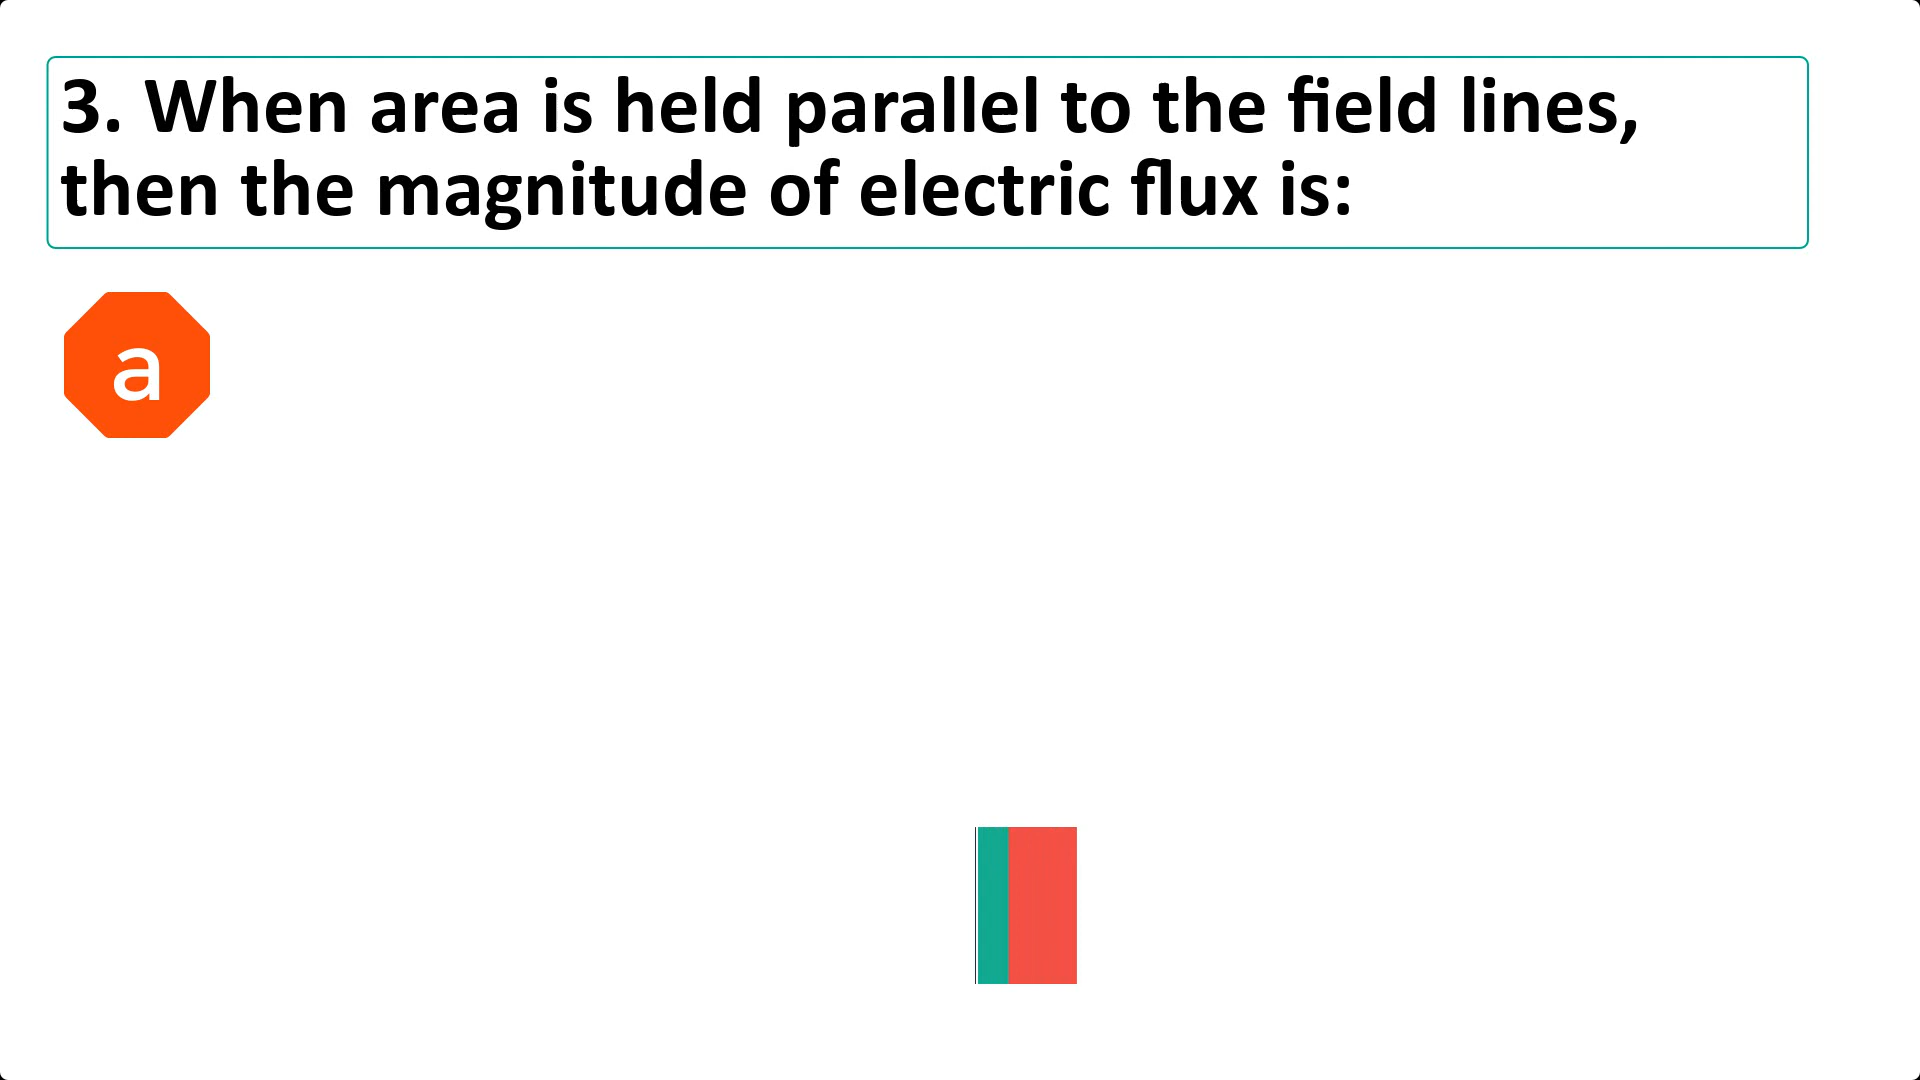 3. When area is held parallel to the field lines,
then the magnitude of electric flux is:
a